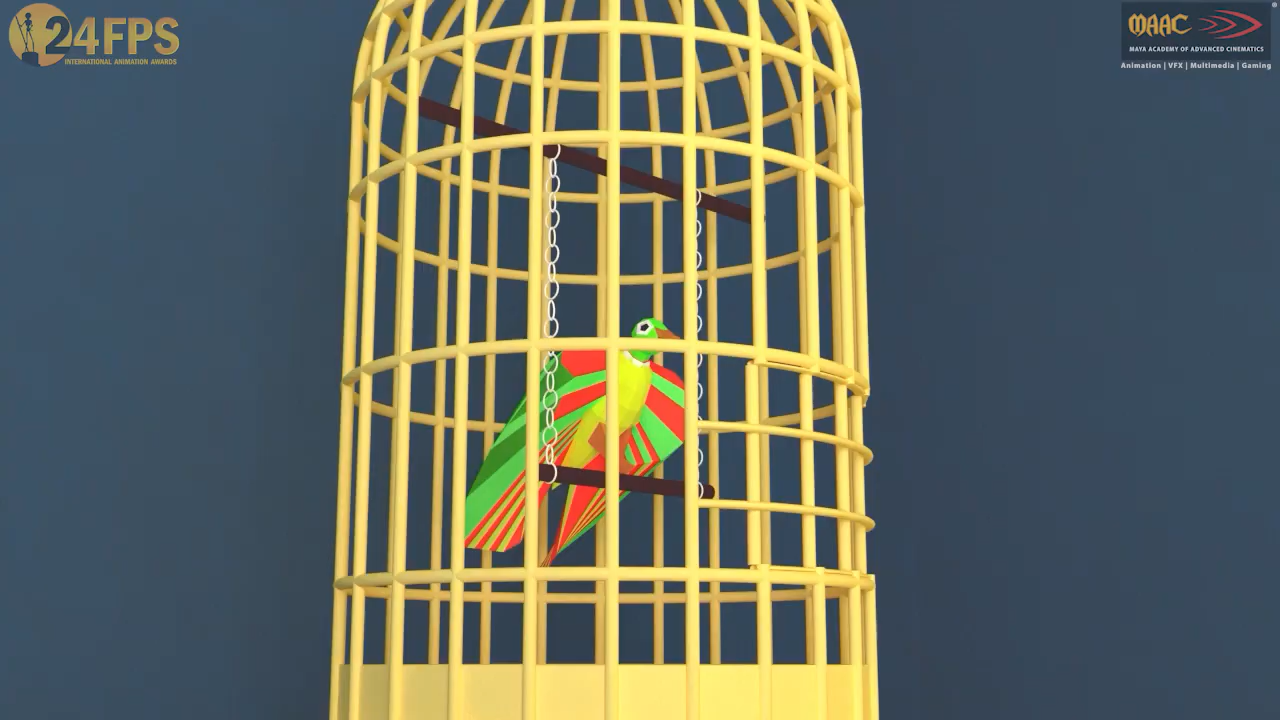 24FPS
INTERNATIONAL ANIMATION AWARDS
MAAC
MAYA ACADEMY OF ADVANCED CINEMATICS
Animation | VFX | Multimedia | Gaming